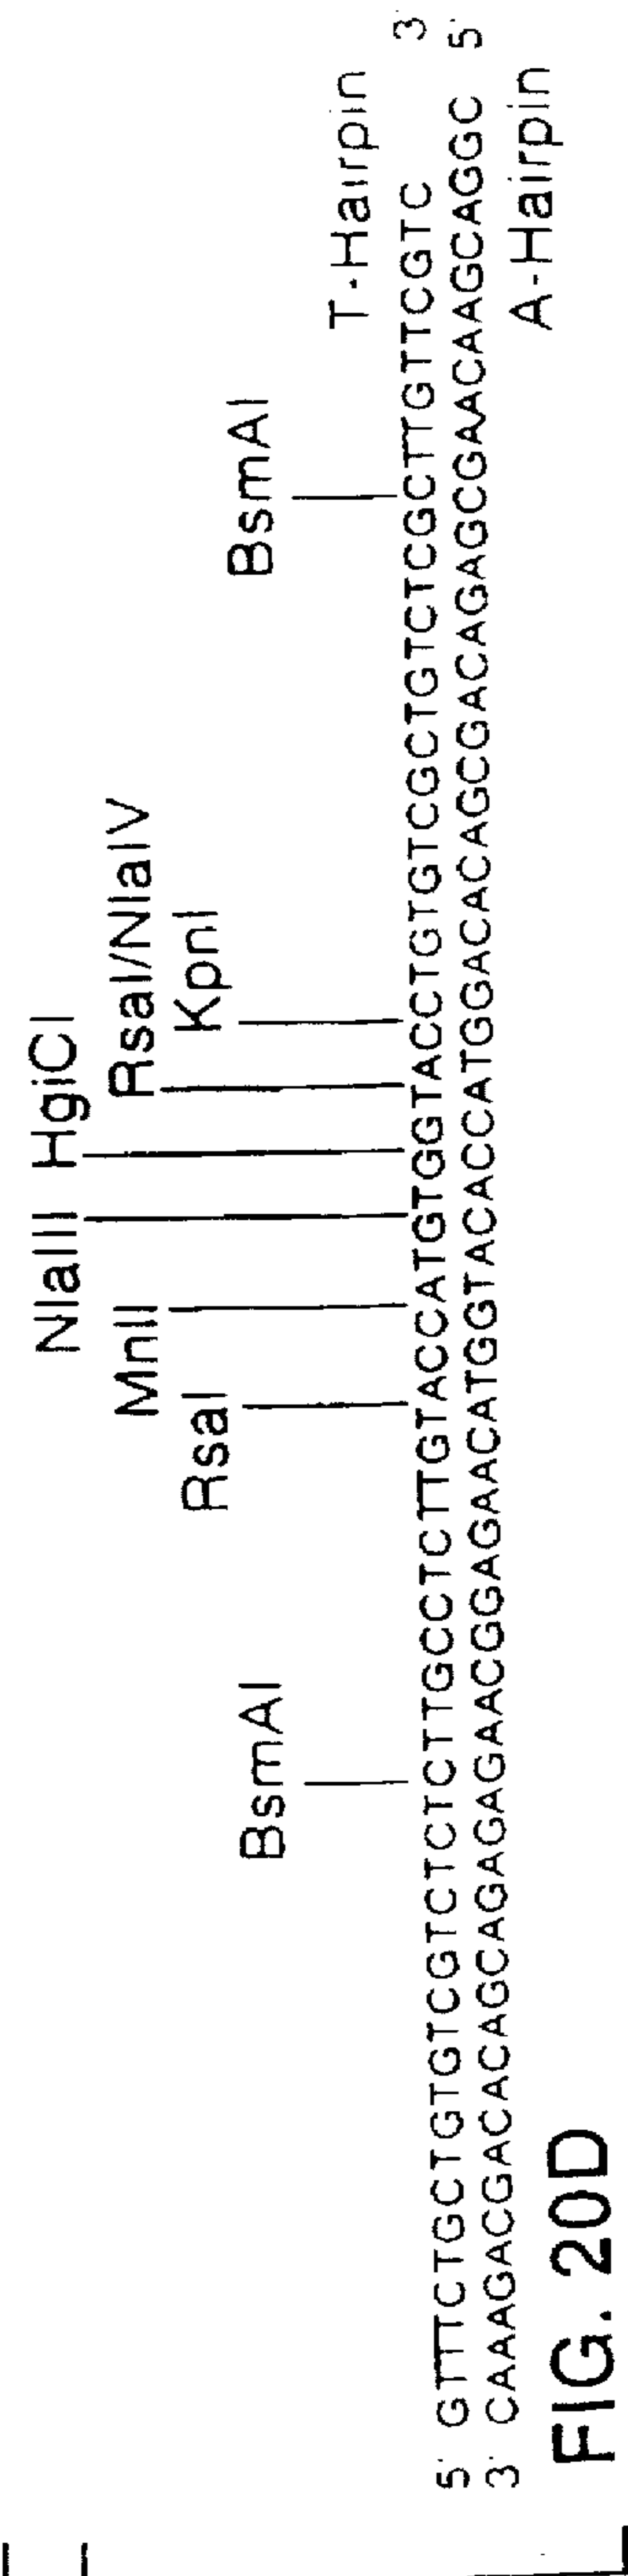 NlaIII HgiCI
MnlI RsaI/NlaIV
RsaI KpnI
BsmAI BsmAI
T-Hairpin
5' GTTTCTGCTGTGTCGTCTCTCTTGCCTCTTGTACCATGTGGTACCTGTGTCGCTGTCTCGCTTGTTCGTC 3'
3' CAAAGACGACACAGCAGAGAGAACGGAGAACATGGTACACCATGGACACAGCGACAGAGCGAACAAGCAGGC 5'
A-Hairpin
FIG. 20D